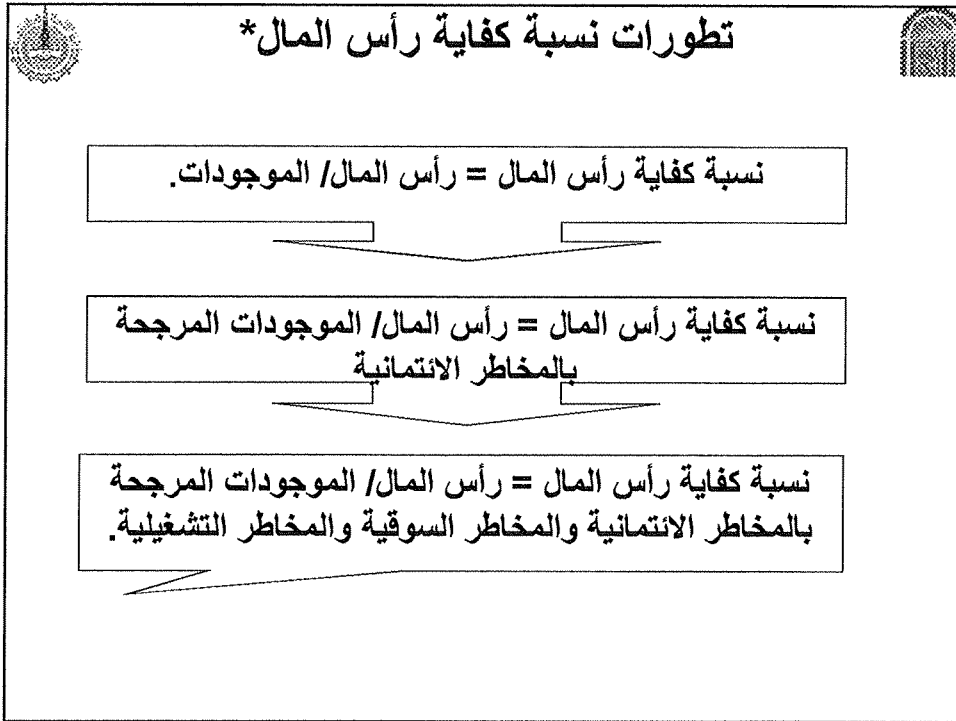 تطورات نسبة كفاية رأس المال*
نسبة كفاية رأس المال = رأس المال/ الموجودات.
نسبة كفاية رأس المال = رأس المال/ الموجودات المرجحة
بالمخاطر الائتمانية
نسبة كفاية رأس المال = رأس المال/ الموجودات المرجحة
بالمخاطر الائتمانية والمخاطر السوقية والمخاطر التشغيلية.